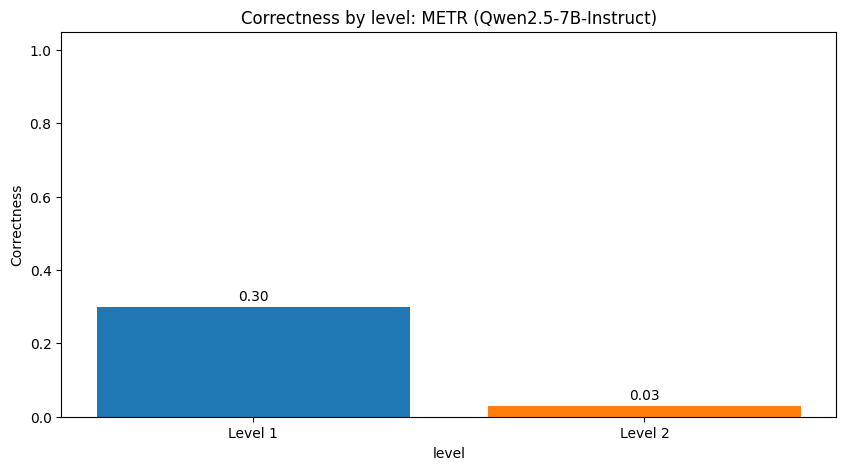 Correctness by level: METR (Qwen2.5-7B-Instruct)
Correctness
1.0
0.8
0.6
0.4
0.2
0.0
0.30
0.03
Level 1
Level 2
level